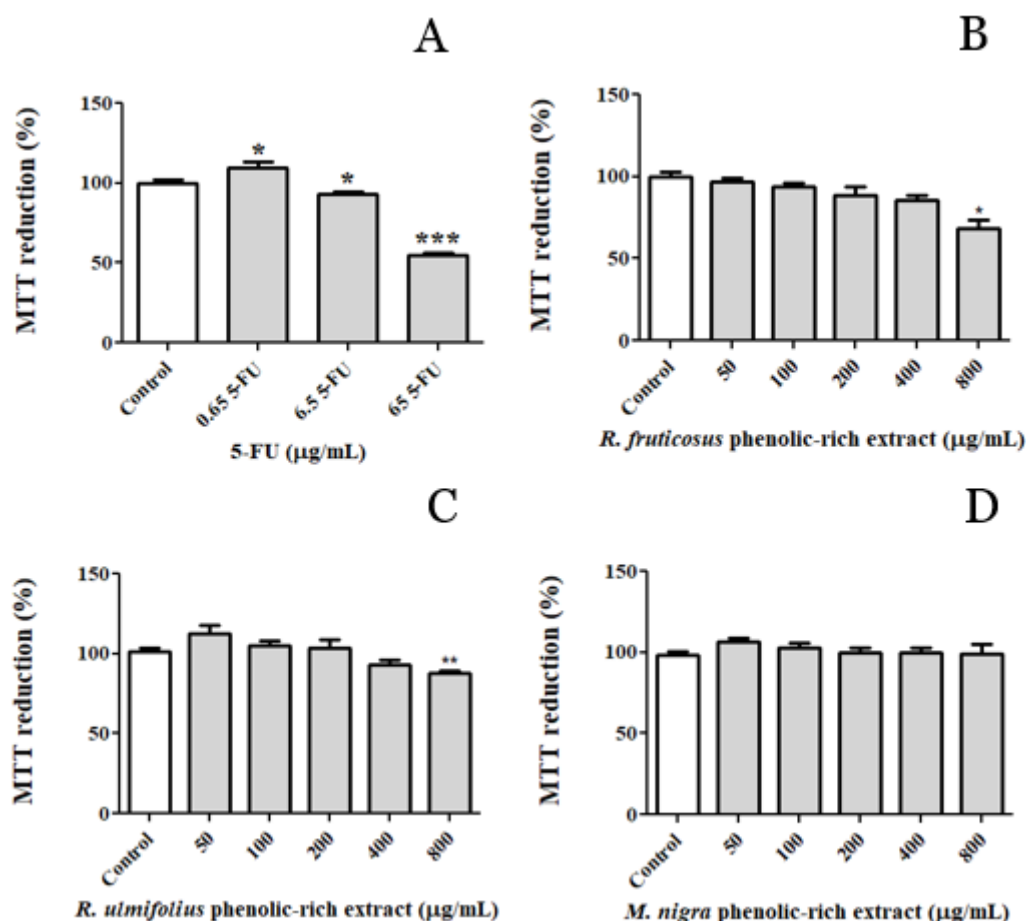 A
MTT reduction (%)
150
100
50
0
*
*
***
Control
0.65 5-FU
6.5 5-FU
65 5-FU
5-FU (µg/mL)
B
MTT reduction (%)
150
100
50
0
*
Control
50
100
200
400
800
R. fruticosus phenolic-rich extract (µg/mL)
C
MTT reduction (%)
150
100
50
0
**
Control
50
100
200
400
800
R. ulmifolius phenolic-rich extract (µg/mL)
D
MTT reduction (%)
150
100
50
0
Control
50
100
200
400
800
M. nigra phenolic-rich extract (µg/mL)